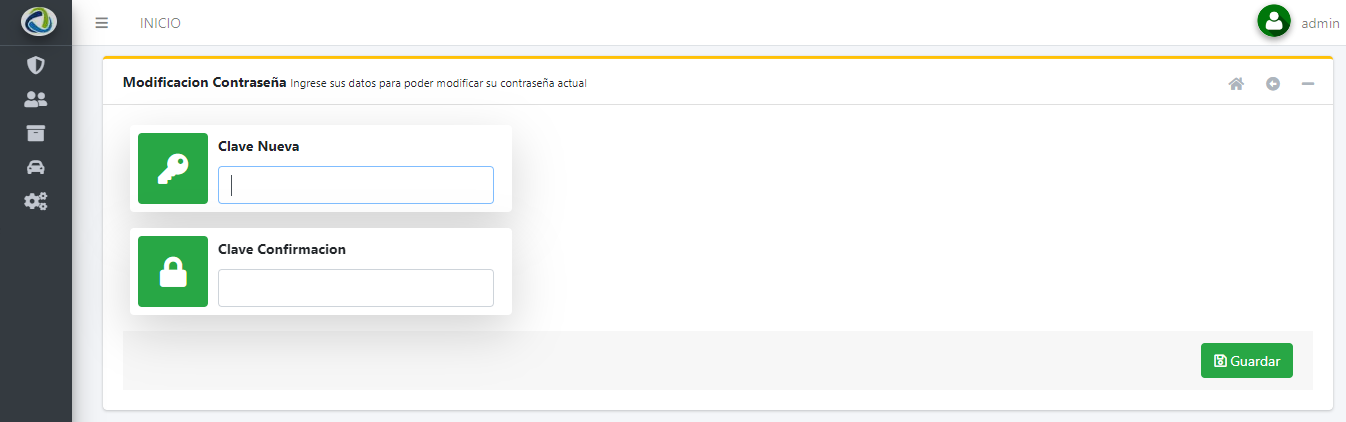 INICIO
admin
Modificacion Contraseña Ingrese sus datos para poder modificar su contraseña actual
Clave Nueva
Clave Confirmacion
Guardar